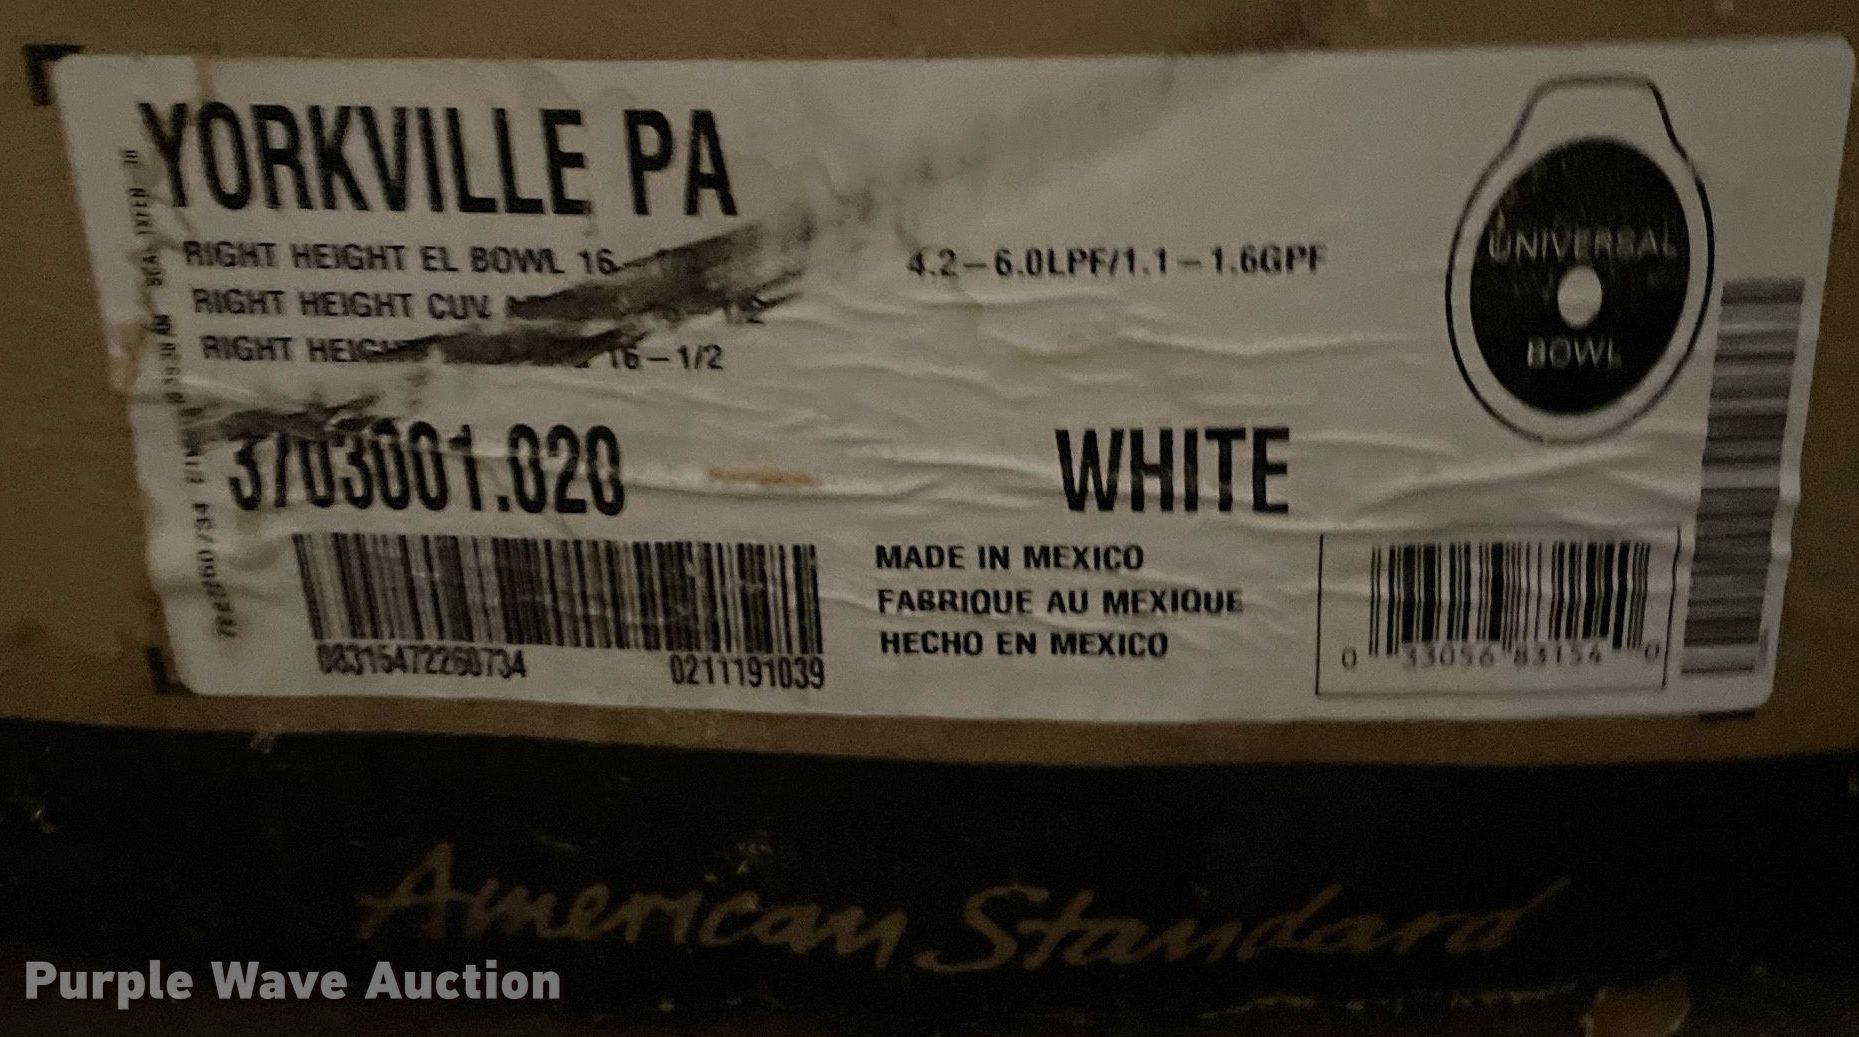 YORKVILLE PA
RIGHT HEIGHT EL BOWL 16-
4.2-6.0LPF/1.1-1.6GPF
RIGHT HEIGHT CUV 1/2
RIGHT 16-1/2
UNIVERSAL
BOWL
3703001.020
WHITE
MADE IN MEXICO
FABRIQUE AU MEXIQUE
HECHO EN MEXICO
08315472260734 0211191039
0 33056 83154 0
American Standard
Purple Wave Auction